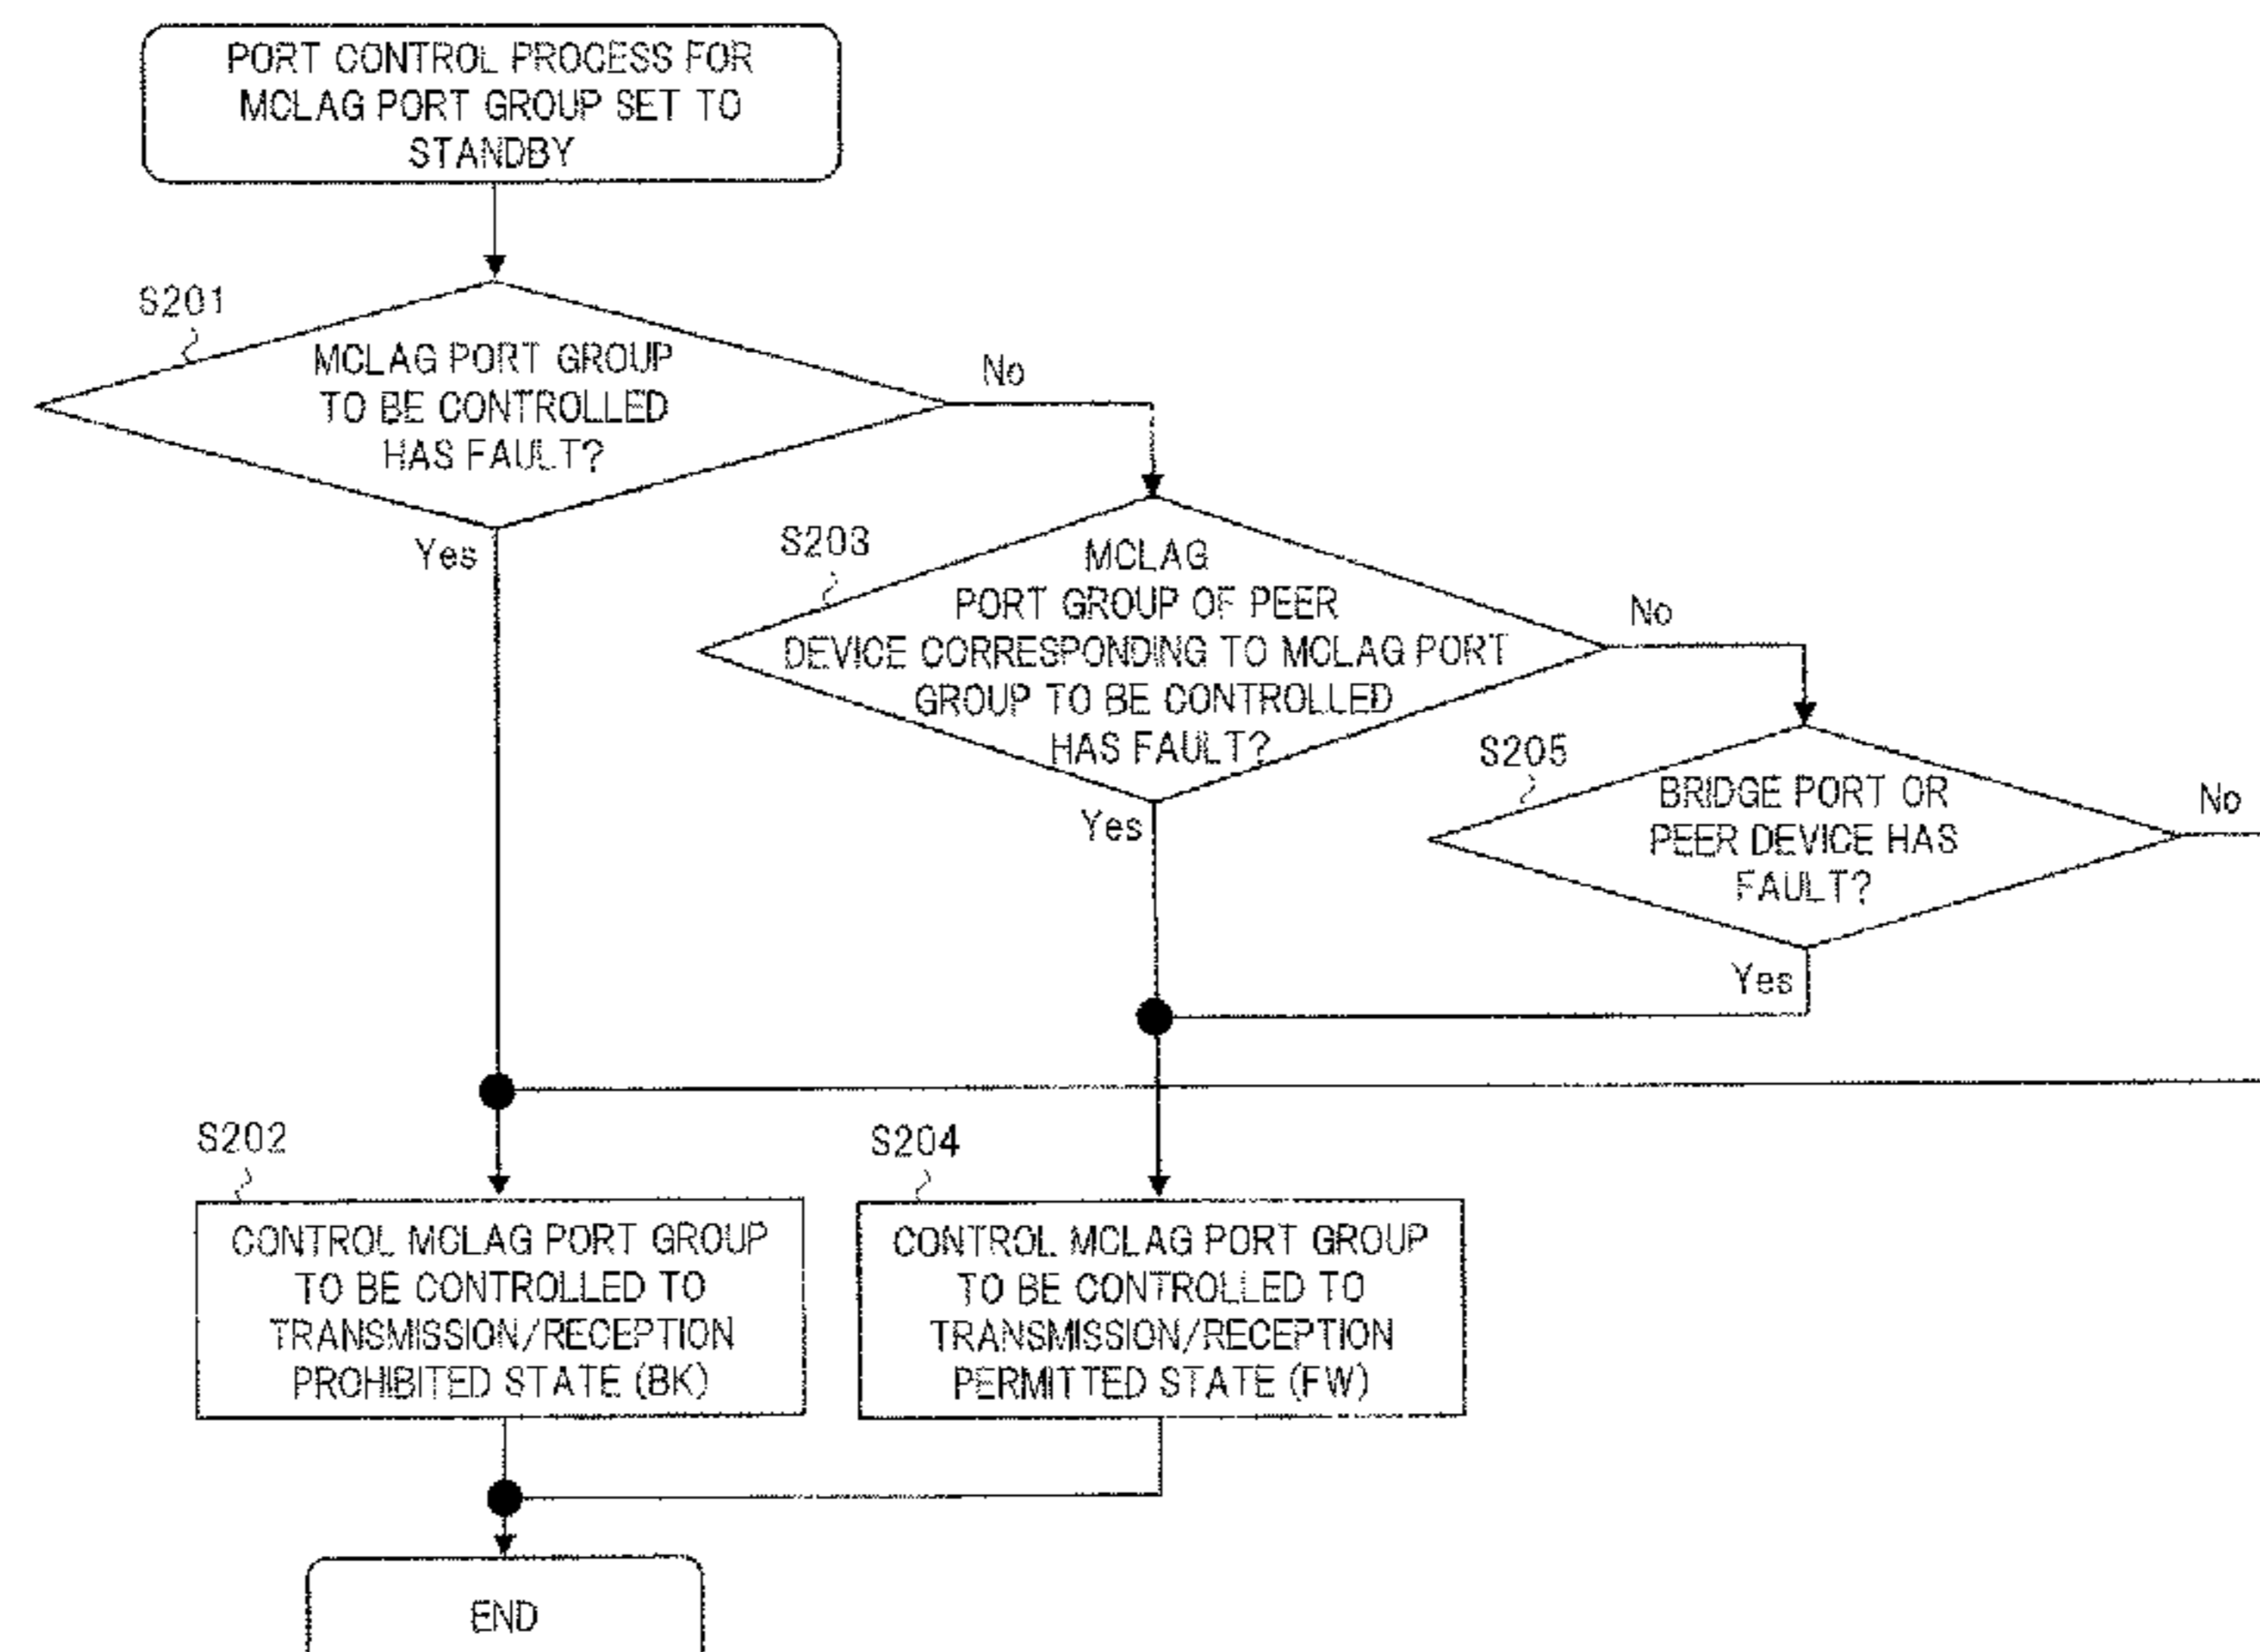 PORT CONTROL PROCESS FOR
MCLAG PORT GROUP SET TO
STANDBY
S201
MCLAG PORT GROUP
TO BE CONTROLLED
HAS FAULT?
No
Yes
S203
MCLAG
PORT GROUP OF PEER
DEVICE CORRESPONDING TO MCLAG PORT
GROUP TO BE CONTROLLED
HAS FAULT?
No
Yes
S205
BRIDGE PORT OR
PEER DEVICE HAS
FAULT?
No
Yes
S202
CONTROL MCLAG PORT GROUP
TO BE CONTROLLED TO
TRANSMISSION/RECEPTION
PROHIBITED STATE (BK)
S204
CONTROL MCLAG PORT GROUP
TO BE CONTROLLED TO
TRANSMISSION/RECEPTION
PERMITTED STATE (FW)
END